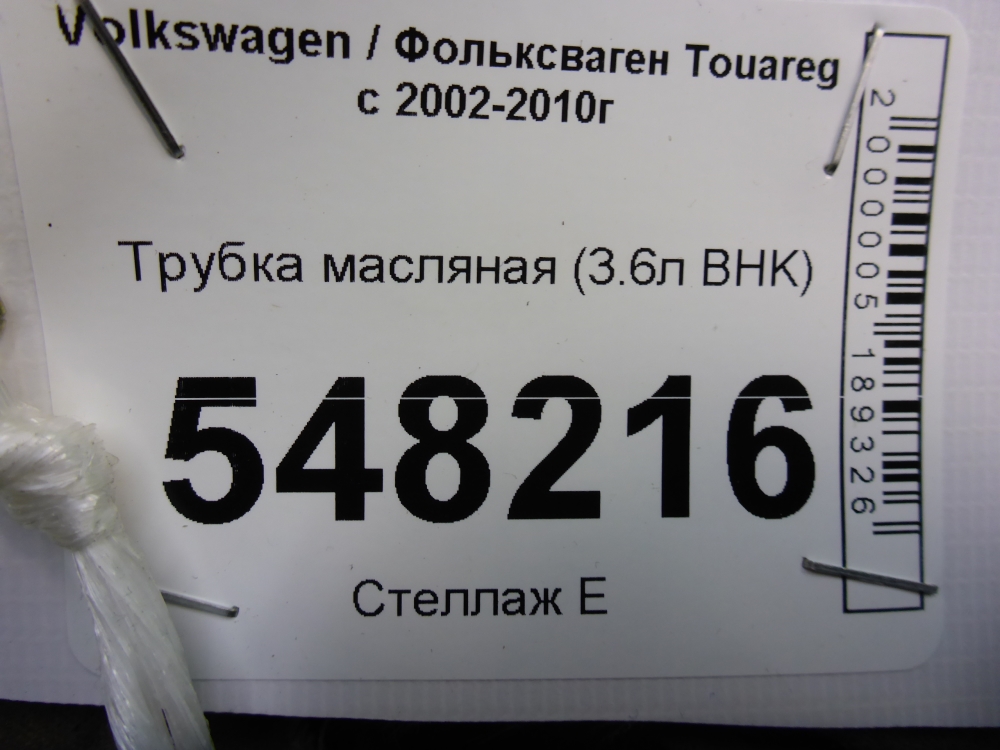 Volkswagen / Фольксваген Touareg
с 2002-2010г
Трубка масляная (3.6л BHK)
548216
Стеллаж Е
2000005189326